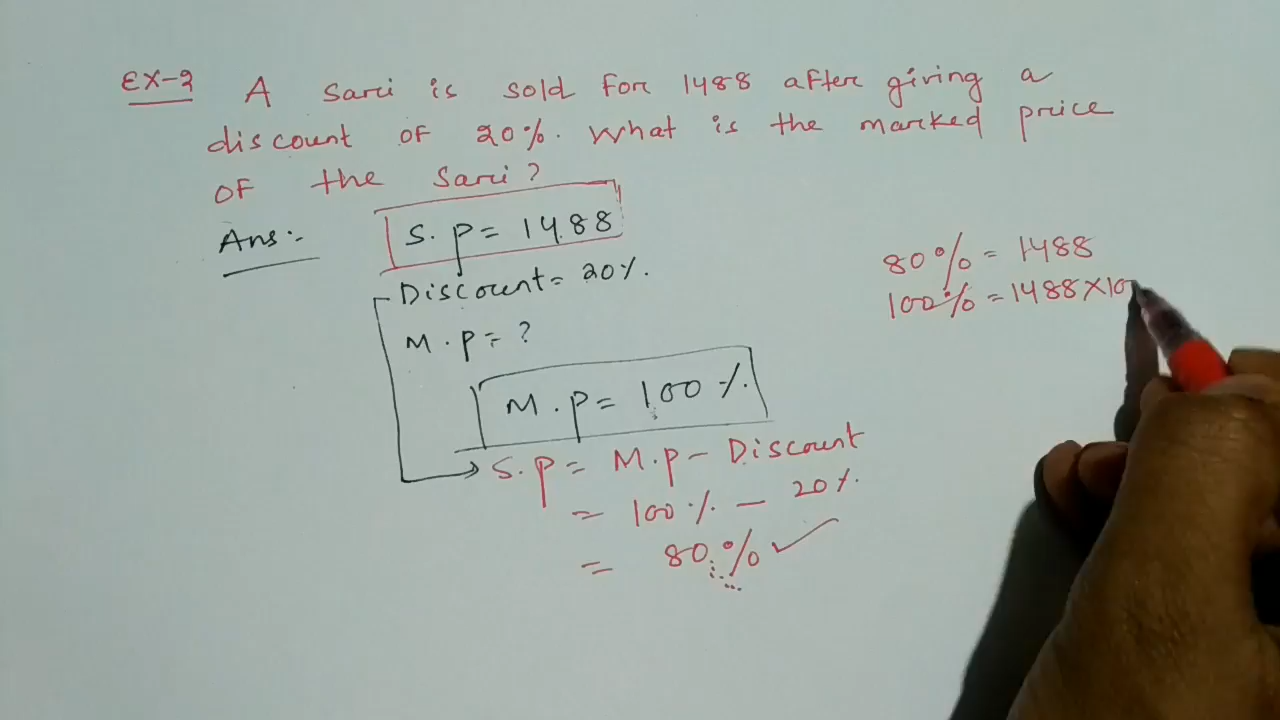 EX-2 A Sari is sold for 1488 after giving a
discount of 20%. What is the marked price
of the Sari?
Ans:-
S.P = 1488
Discount = 20%.
M.P = ?
M.P = 100%
S.P = M.P - Discount
= 100% - 20%
= 80% ✓
80% = 1488
100% = 1488×10